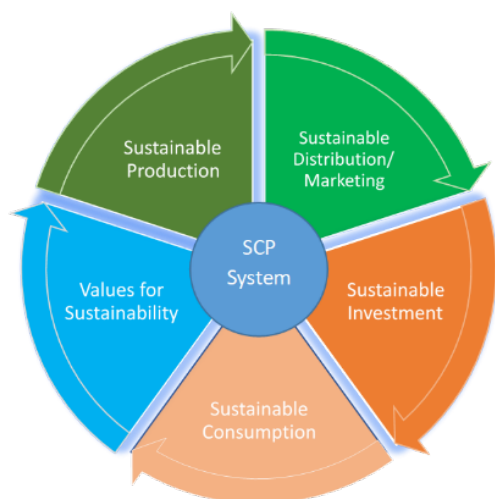 Sustainable
Production
Sustainable
Distribution/
Marketing
SCP
System
Values for
Sustainability
Sustainable
Investment
Sustainable
Consumption